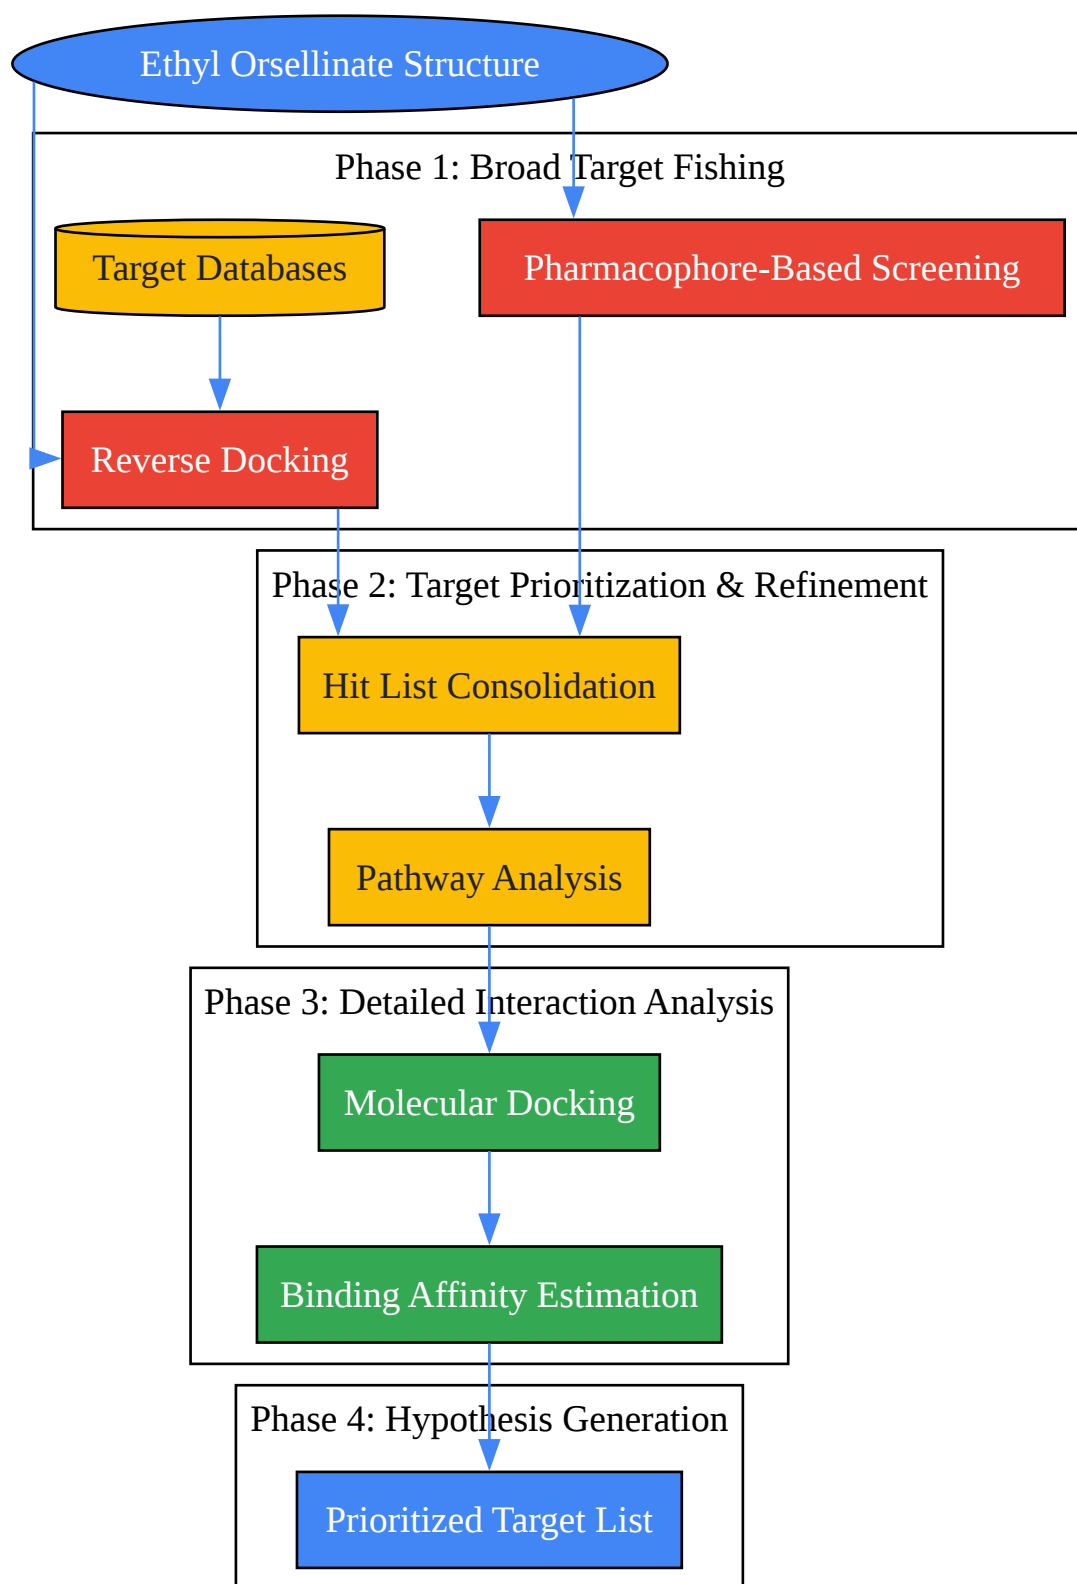 Ethyl Orsellinate Structure
Phase 1: Broad Target Fishing
Target Databases
Pharmacophore-Based Screening
Reverse Docking
Phase 2: Target Prioritization & Refinement
Hit List Consolidation
Pathway Analysis
Phase 3: Detailed Interaction Analysis
Molecular Docking
Binding Affinity Estimation
Phase 4: Hypothesis Generation
Prioritized Target List